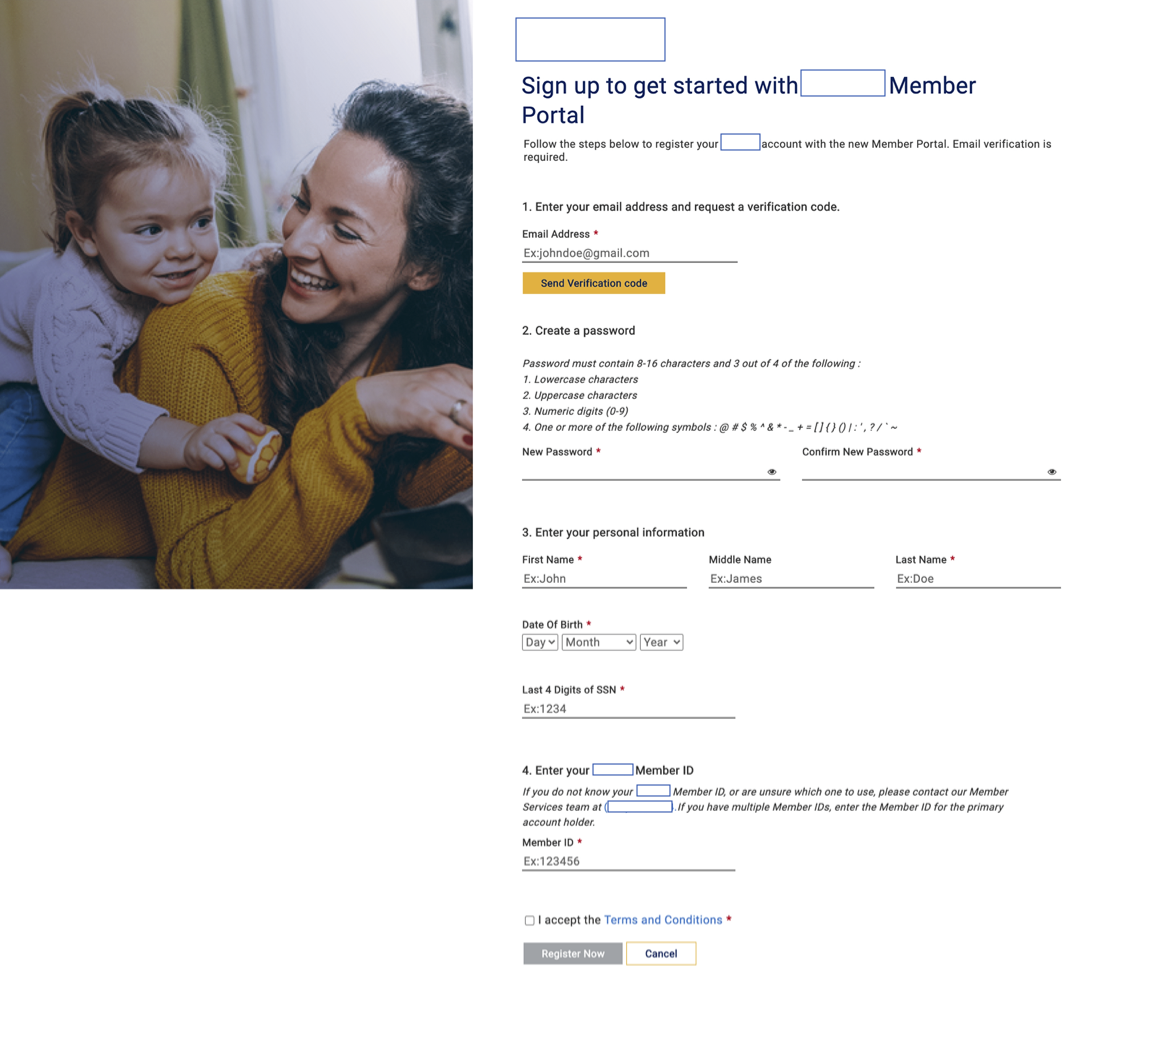 Sign up to get started with Member
Portal
Follow the steps below to register your account with the new Member Portal. Email verification is
required.
1. Enter your email address and request a verification code.
Email Address *
Ex:johndoe@gmail.com
Send Verification code
2. Create a password
Password must contain 8-16 characters and 3 out of 4 of the following :
1. Lowercase characters
2. Uppercase characters
3. Numeric digits (0-9)
4. One or more of the following symbols : @ # $ % ^ & * - _ + = [ ] { } () | : ' , ? / ` ~
New Password * Confirm New Password *
3. Enter your personal information
First Name * Middle Name Last Name *
Ex:John Ex:James Ex:Doe
Date Of Birth *
Day Month Year
Last 4 Digits of SSN *
Ex:1234
4. Enter your Member ID
If you do not know your Member ID, or are unsure which one to use, please contact our Member
Services team at ( ). If you have multiple Member IDs, enter the Member ID for the primary
account holder.
Member ID *
Ex:123456
I accept the Terms and Conditions *
Register Now Cancel